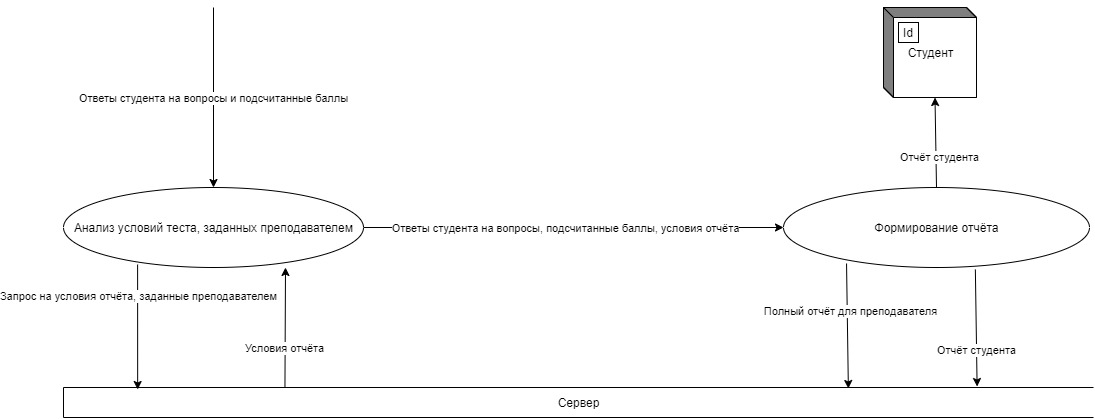 Id
Студент
Ответы студента на вопросы и подсчитанные баллы
Отчёт студента
Анализ условий теста, заданных преподавателем
Ответы студента на вопросы, подсчитанные баллы, условия отчёта
Формирование отчёта
Запрос на условия отчёта, заданные преподавателем
Полный отчёт для преподавателя
Условия отчёта
Отчёт студента
Сервер